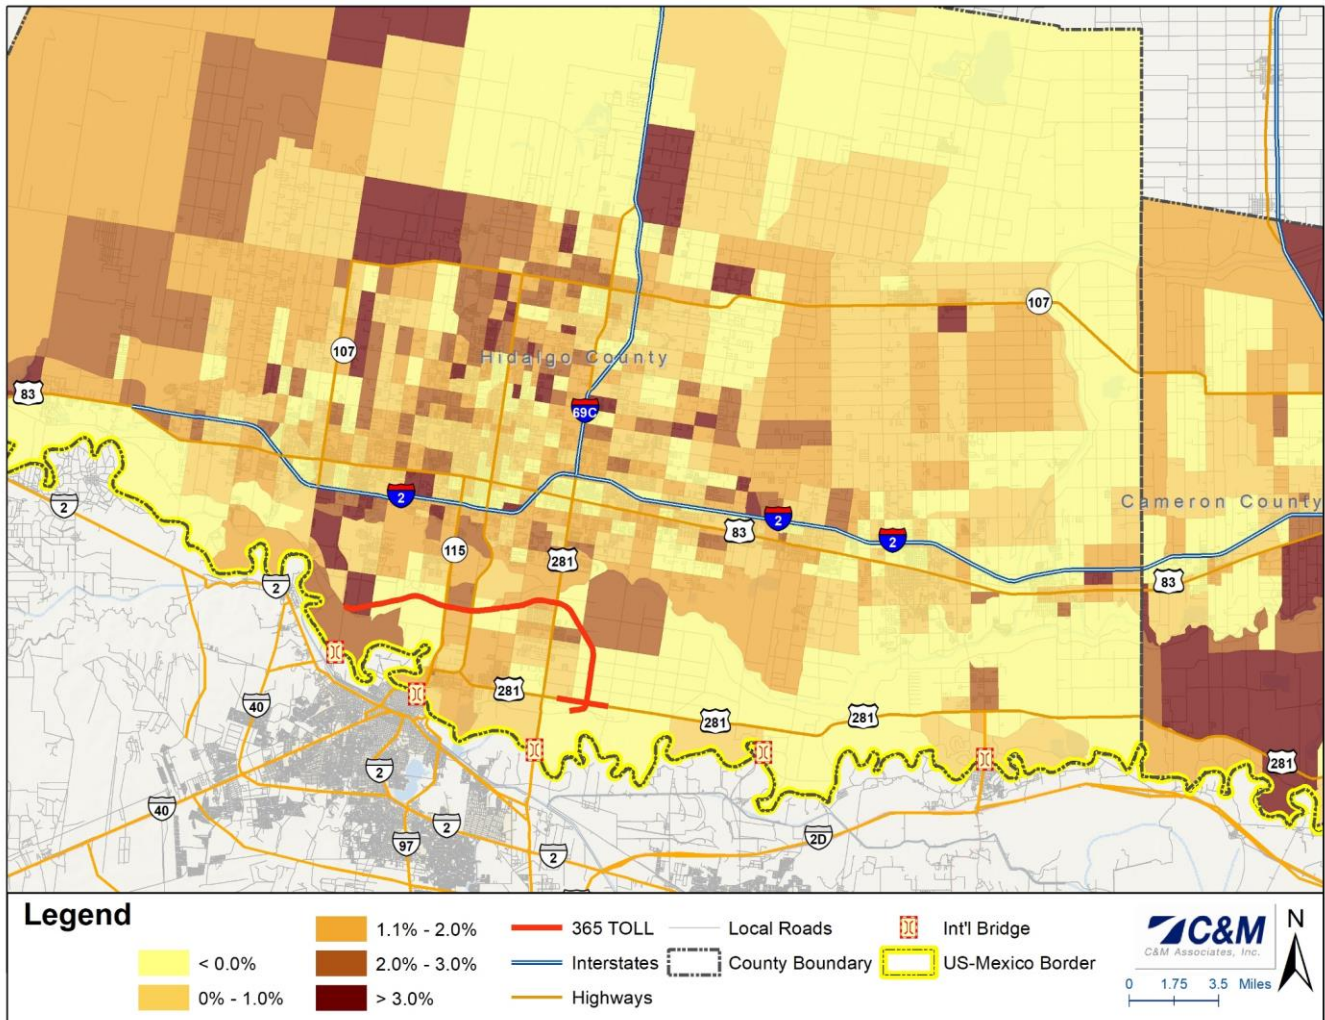 107
107
Hidalgo County
83
69C
2
2
Cameron County
2
83
2
115
281
83
2
281
281
281
40
281
281
2
40
2
2D
97
2
Legend
< 0.0%
0% - 1.0%
1.1% - 2.0%
2.0% - 3.0%
> 3.0%
365 TOLL
Interstates
Highways
Local Roads
County Boundary
Int'l Bridge
US-Mexico Border
C&M
C&M Associates, Inc.
N
0 1.75 3.5 Miles